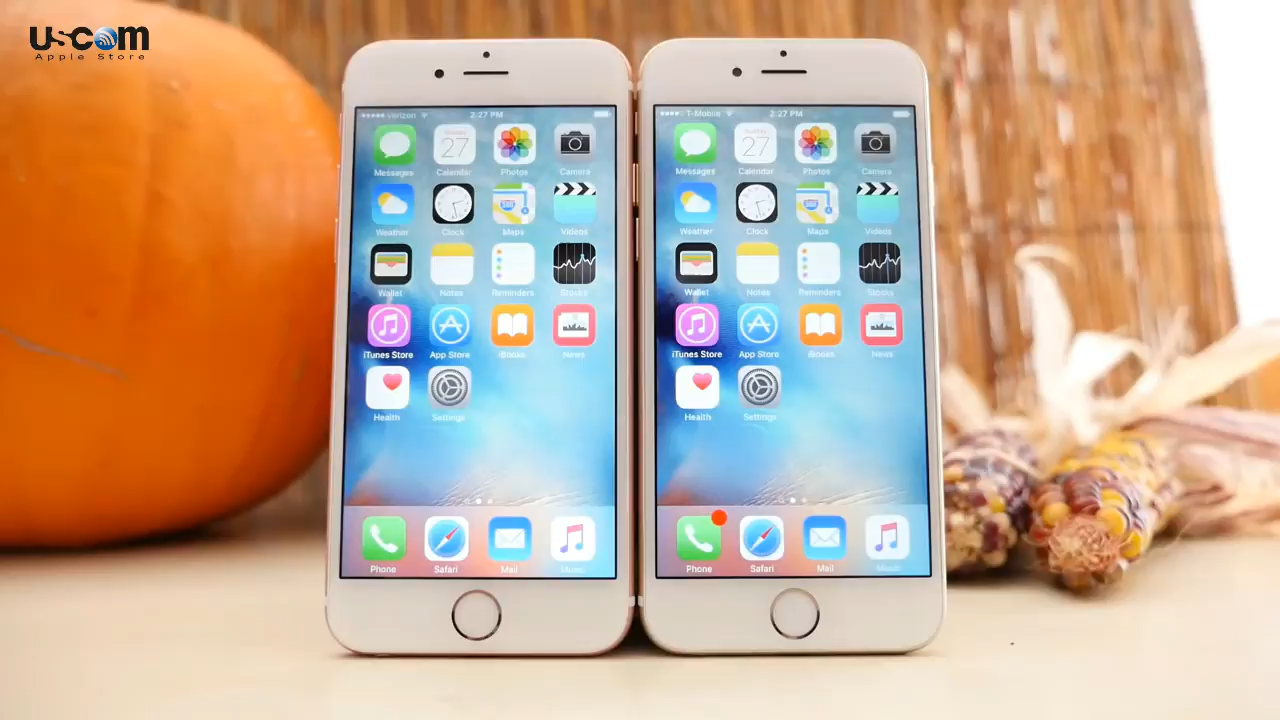 uscom
Apple Store
verizon 2:27 PM
Messages Calendar Photos Camera
27
Weather Clock Maps Videos
Wallet Notes Reminders Stocks
iTunes Store App Store iBooks News
Health Settings
Phone Safari Mail Music
T-Mobile 2:27 PM
Messages Calendar Photos Camera
27
Weather Clock Maps Videos
Wallet Notes Reminders Stocks
iTunes Store App Store iBooks News
Health Settings
Phone Safari Mail Music